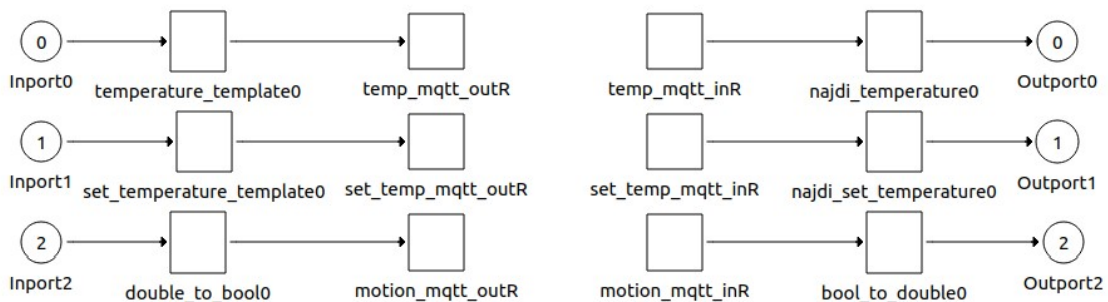 0 0
Inport0 temperature_template0 temp_mqtt_outR temp_mqtt_inR najdi_temperature0 Outport0
1 1
Inport1 set_temperature_template0 set_temp_mqtt_outR set_temp_mqtt_inR najdi_set_temperature0 Outport1
2 2
Inport2 double_to_bool0 motion_mqtt_outR motion_mqtt_inR bool_to_double0 Outport2